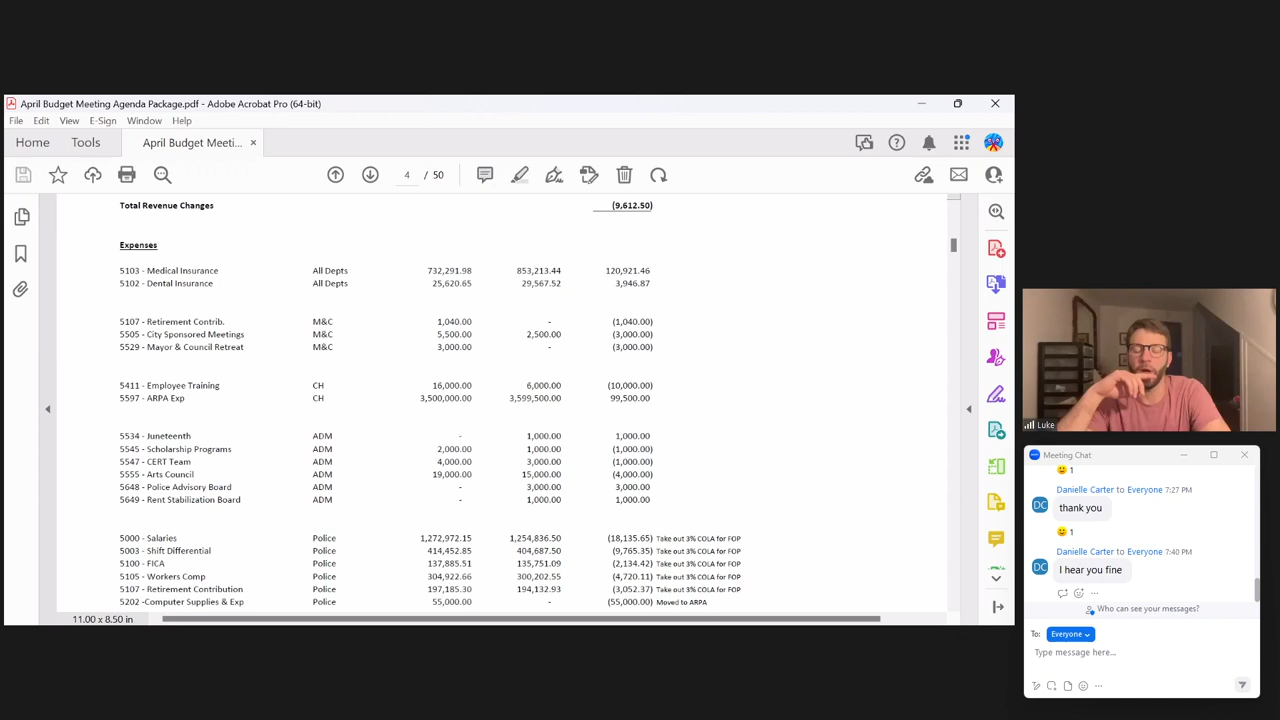 April Budget Meeting Agenda Package.pdf - Adobe Acrobat Pro (64-bit)
File Edit View E-Sign Window Help
Home Tools April Budget Meeti... ×
4 / 50
Total Revenue Changes (9,612.50)
Expenses
5103 - Medical Insurance All Depts 732,291.98 853,213.44 120,921.46
5102 - Dental Insurance All Depts 25,620.65 29,567.52 3,946.87
5107 - Retirement Contrib. M&C 1,040.00 - (1,040.00)
5505 - City Sponsored Meetings M&C 5,500.00 2,500.00 (3,000.00)
5529 - Mayor & Council Retreat M&C 3,000.00 - (3,000.00)
5411 - Employee Training CH 16,000.00 6,000.00 (10,000.00)
5597 - ARPA Exp CH 3,500,000.00 3,599,500.00 99,500.00
5534 - Juneteenth ADM - 1,000.00 1,000.00
5545 - Scholarship Programs ADM 2,000.00 1,000.00 (1,000.00)
5547 - CERT Team ADM 4,000.00 3,000.00 (1,000.00)
5555 - Arts Council ADM 19,000.00 15,000.00 (4,000.00)
5648 - Police Advisory Board ADM - 3,000.00 3,000.00
5649 - Rent Stabilization Board ADM - 1,000.00 1,000.00
5000 - Salaries Police 1,272,972.15 1,254,836.50 (18,135.65) Take out 3% COLA for FOP
5003 - Shift Differential Police 414,452.85 404,687.50 (9,765.35) Take out 3% COLA for FOP
5100 - FICA Police 137,885.51 135,751.09 (2,134.42) Take out 3% COLA for FOP
5105 - Workers Comp Police 304,922.66 300,202.55 (4,720.11) Take out 3% COLA for FOP
5107 - Retirement Contribution Police 197,185.30 194,132.93 (3,052.37) Take out 3% COLA for FOP
5202 -Computer Supplies & Exp Police 55,000.00 - (55,000.00) Moved to ARPA
11.00 x 8.50 in
Luke
Meeting Chat
1
Danielle Carter to Everyone 7:27 PM
DC
thank you
1
Danielle Carter to Everyone 7:40 PM
DC
I hear you fine
Who can see your messages?
To: Everyone
Type message here...